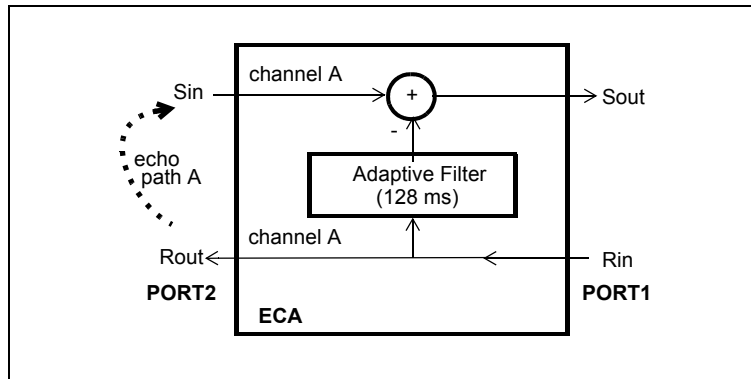 channel A
Sin
+
Sout
-
echo
path A
Adaptive Filter
(128 ms)
channel A
Rout
Rin
PORT2
PORT1
ECA